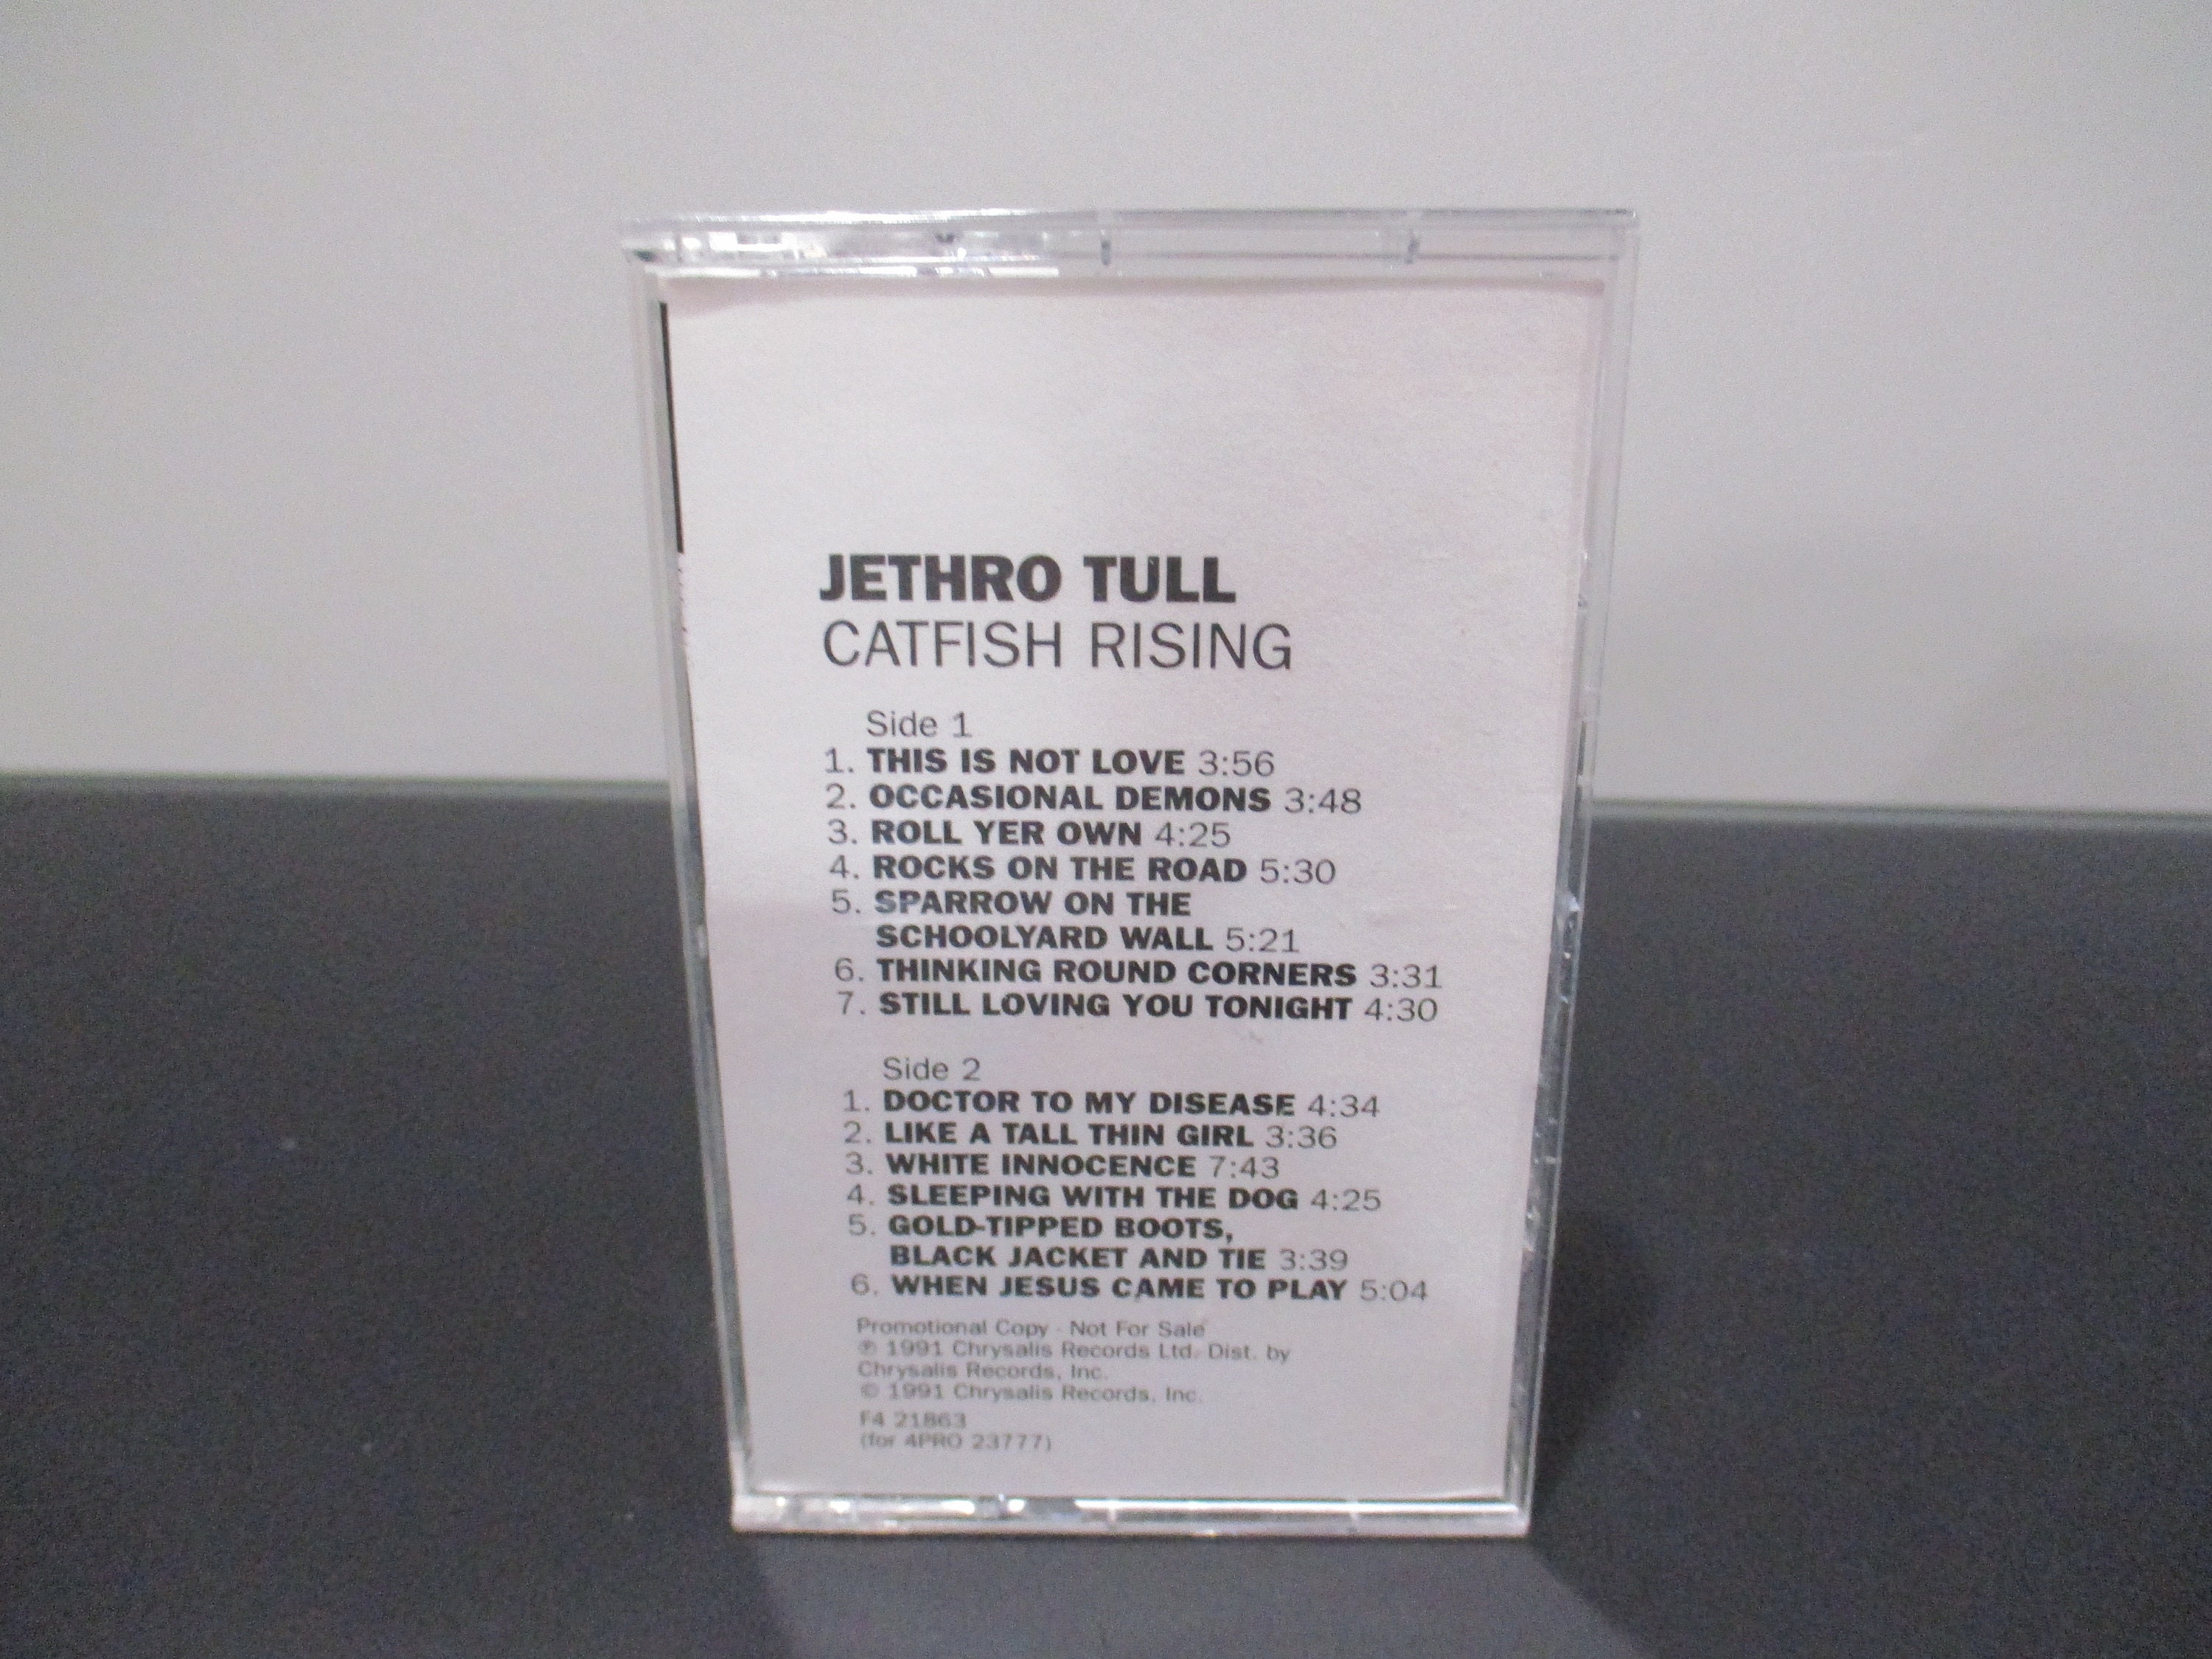 JETHRO TULL
CATFISH RISING
Side 1
1. THIS IS NOT LOVE 3:56
2. OCCASIONAL DEMONS 3:48
3. ROLL YER OWN 4:25
4. ROCKS ON THE ROAD 5:30
5. SPARROW ON THE
SCHOOLYARD WALL 5:21
6. THINKING ROUND CORNERS 3:31
7. STILL LOVING YOU TONIGHT 4:30
Side 2
1. DOCTOR TO MY DISEASE 4:34
2. LIKE A TALL THIN GIRL 3:36
3. WHITE INNOCENCE 7:43
4. SLEEPING WITH THE DOG 4:25
5. GOLD-TIPPED BOOTS,
BLACK JACKET AND TIE 3:39
6. WHEN JESUS CAME TO PLAY 5:04
Promotional Copy - Not For Sale
℗ 1991 Chrysalis Records Ltd. Dist. by
Chrysalis Records, Inc.
© 1991 Chrysalis Records, Inc.
F4 21863
(for 4PRO 23777)